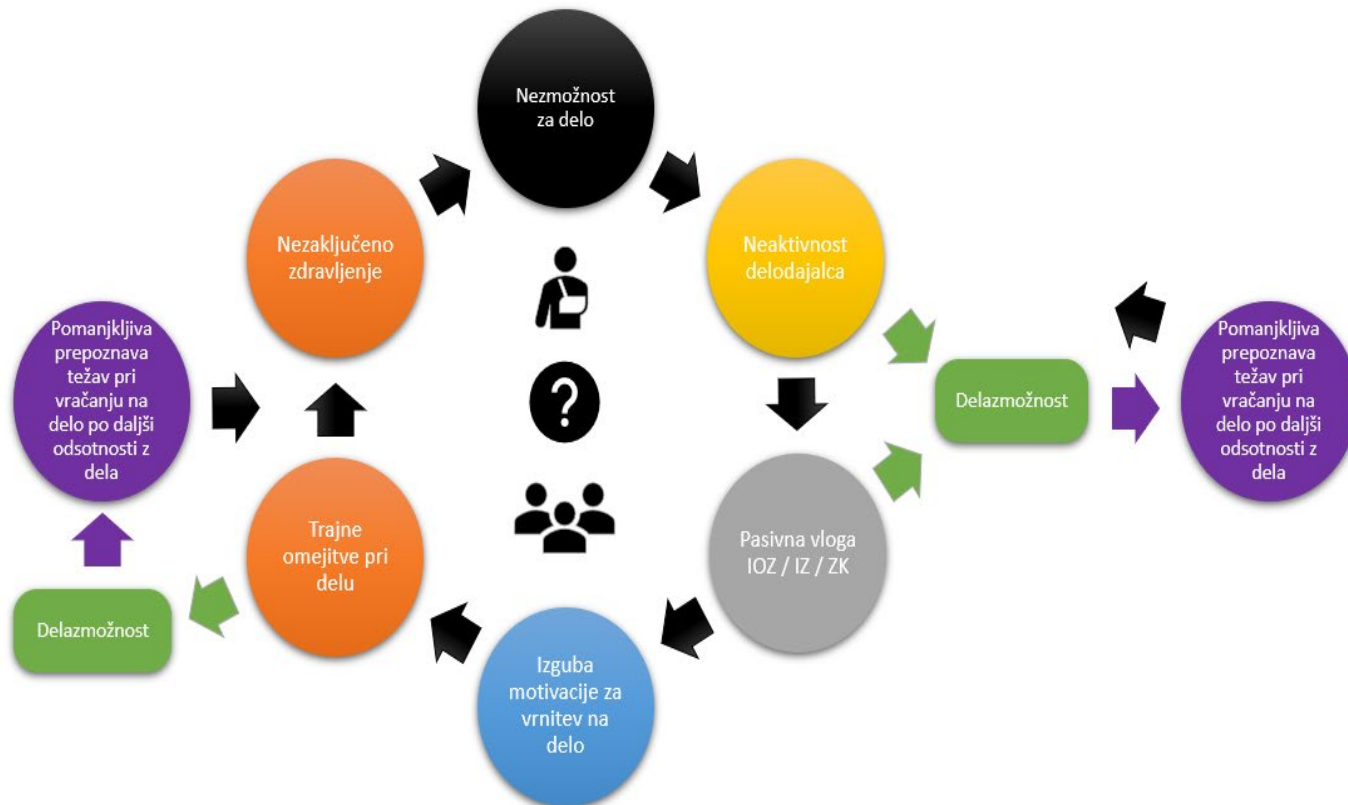 Nezmožnost
za delo
Nezaključeno
zdravljenje
Neaktivnost
delodajalca
Pomanjkljiva
prepoznava
težav pri
vračanju na
delo po daljši
odsotnosti z
dela
Delazmožnost
Pomanjkljiva
prepoznava
težav pri
vračanju na
delo po daljši
odsotnosti z
dela
?
Trajne
omejitve pri
delu
Pasivna vloga
IOZ / IZ / ZK
Delazmožnost
Izguba
motivacije za
vrnitev na
delo